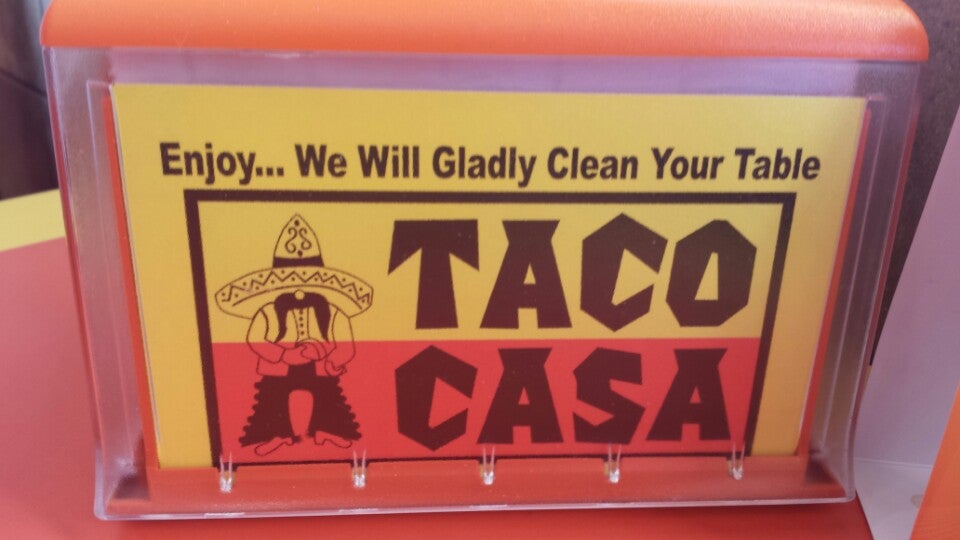 Enjoy... We Will Gladly Clean Your Table
TACO
CASA